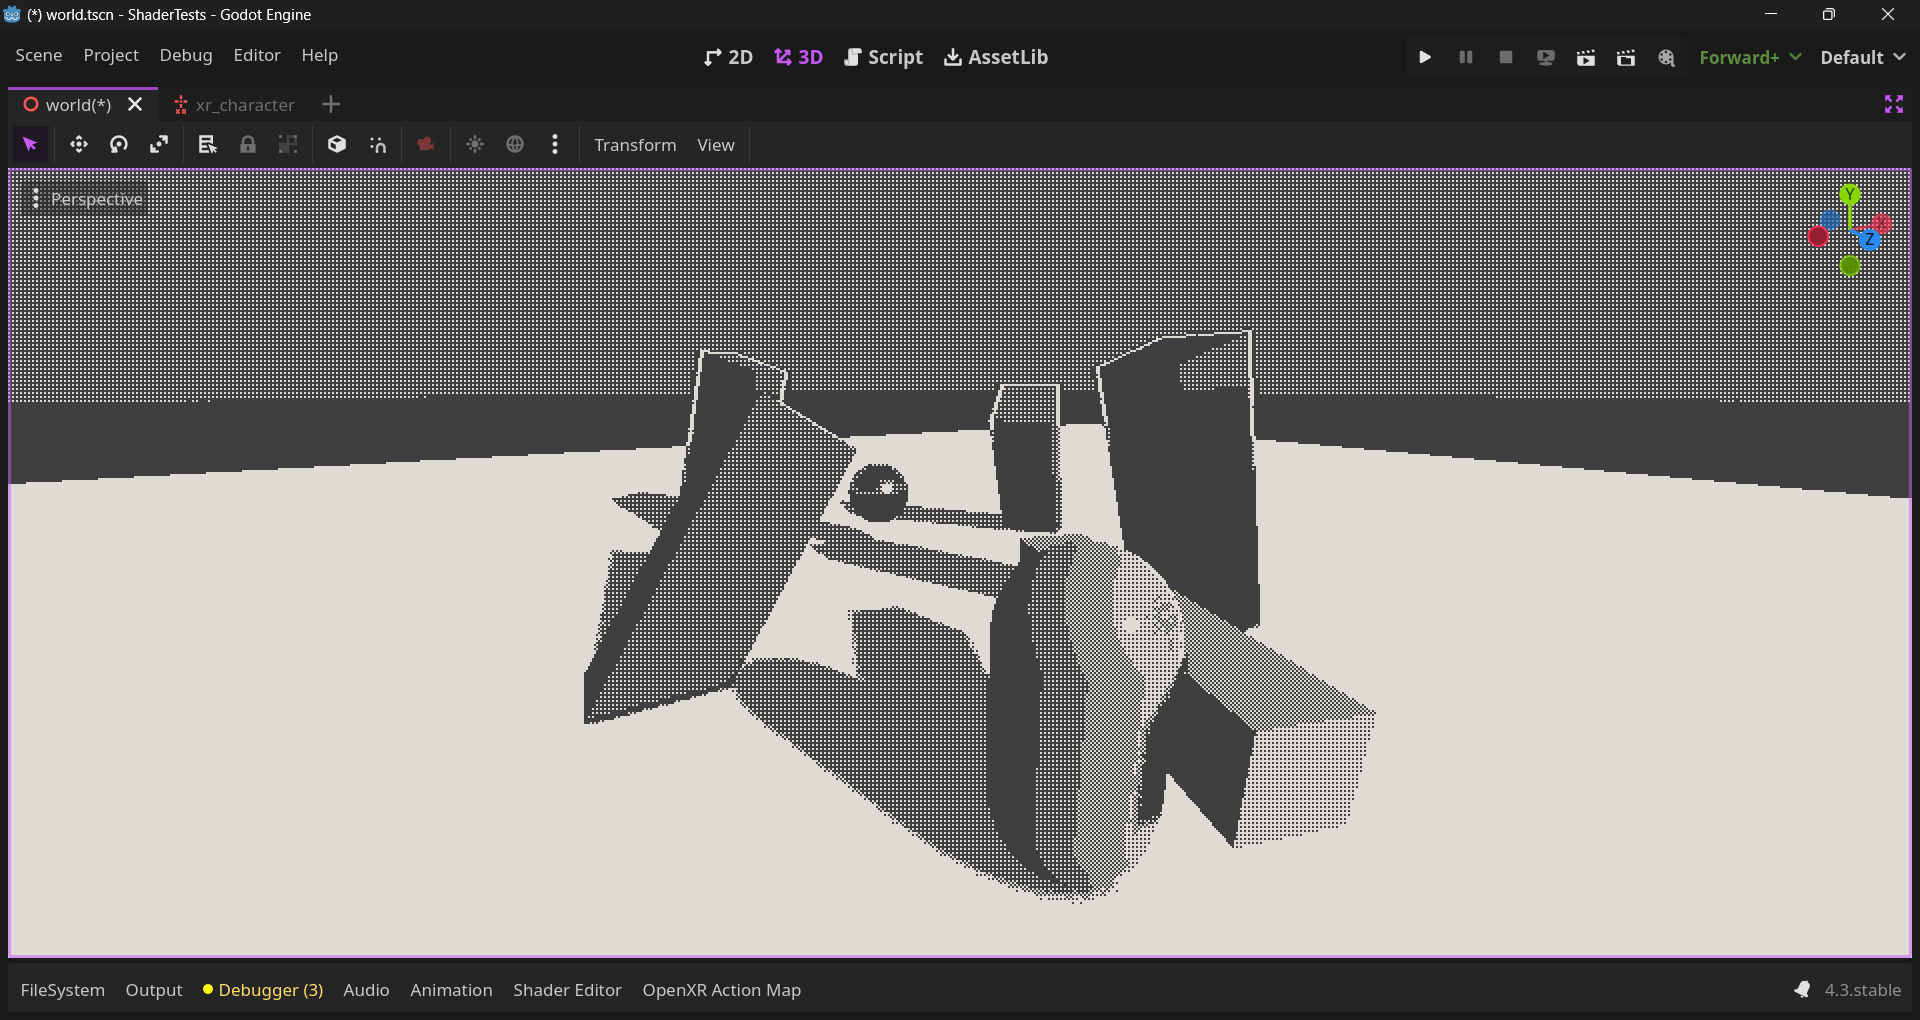 (*) world.tscn - ShaderTests - Godot Engine
Scene Project Debug Editor Help 2D 3D Script AssetLib Forward+ Default
world(*) xr_character
Transform View
Perspective
Y
X
Z
FileSystem Output Debugger (3) Audio Animation Shader Editor OpenXR Action Map 4.3.stable